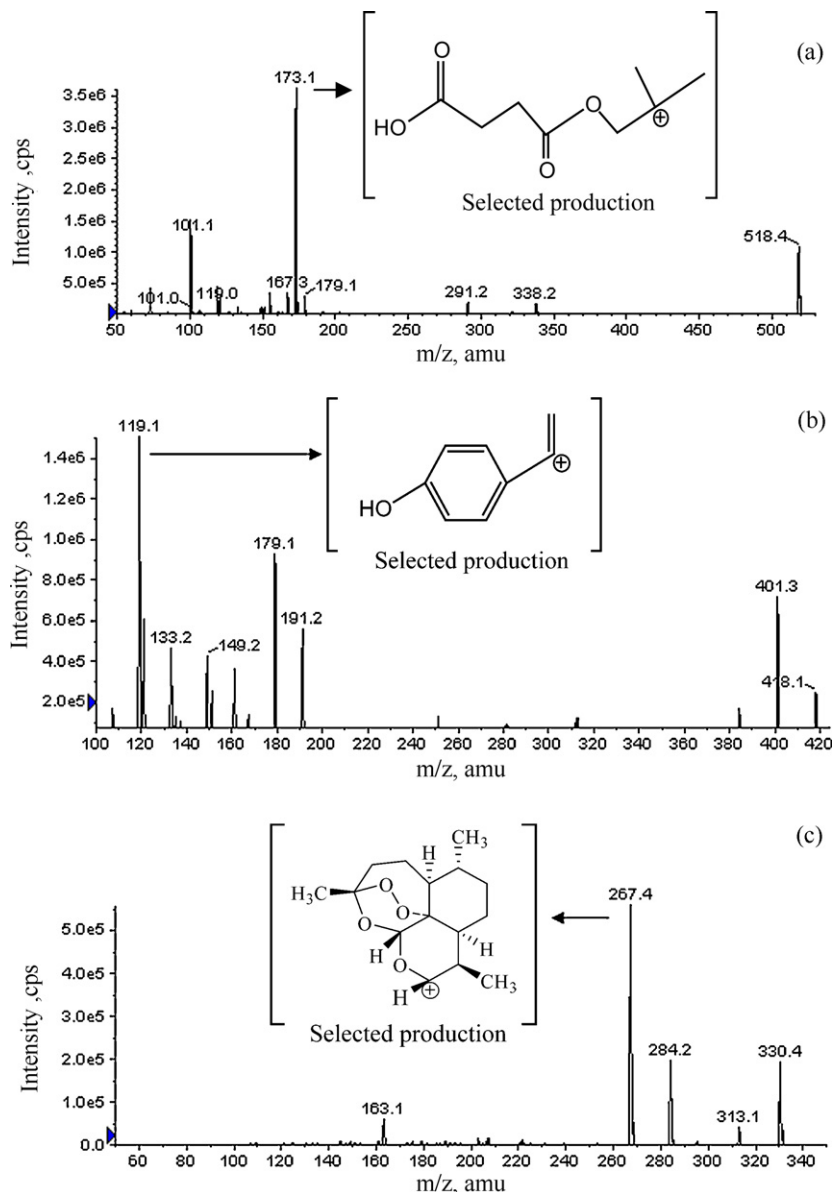 (a)
Intensity ,cps
3.5e6
3.0e6
2.5e6
2.0e6
1.5e6
1.0e6
5.0e5
0.0
173.1
101.1
101.0
119.0
167.3
179.1
291.2
338.2
518.4
O
HO
O
O
⊕
Selected production
50 100 150 200 250 300 350 400 450 500
m/z, amu
(b)
Intensity ,cps
1.4e6
1.2e6
1.0e6
8.0e5
6.0e5
4.0e5
2.0e5
119.1
133.2
149.2
179.1
191.2
401.3
418.1
HO
⊕
Selected production
100 120 140 160 180 200 220 240 260 280 300 320 340 360 380 400 420
m/z, amu
(c)
Intensity ,cps
5.0e5
4.0e5
3.0e5
2.0e5
1.0e5
0.0
163.1
267.4
284.2
313.1
330.4
CH3
H
H3C
O
O
O
H
H
O
CH3
H
⊕
Selected production
60 80 100 120 140 160 180 200 220 240 260 280 300 320 340
m/z, amu